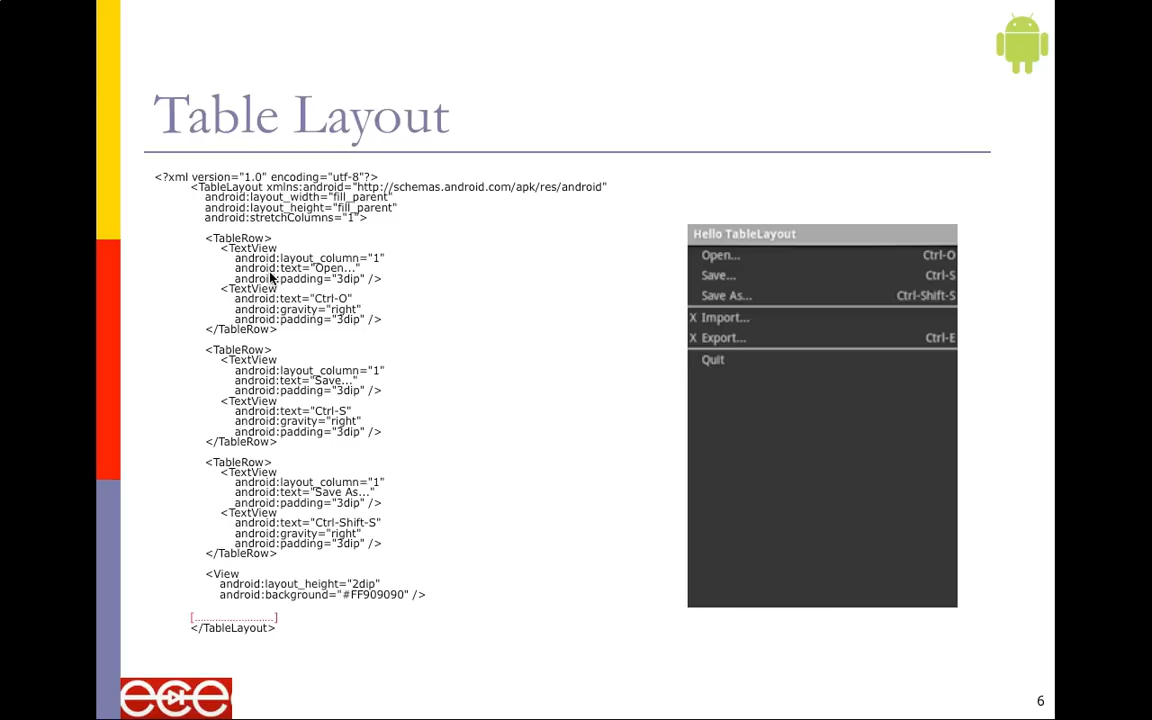 Table Layout
<?xml version="1.0" encoding="utf-8"?>
<TableLayout xmlns:android="http://schemas.android.com/apk/res/android"
android:layout_width="fill_parent"
android:layout_height="fill_parent"
android:stretchColumns="1">
<TableRow>
<TextView
android:layout_column="1"
android:text="Open..."
android:padding="3dip" />
<TextView
android:text="Ctrl-O"
android:gravity="right"
android:padding="3dip" />
</TableRow>
<TableRow>
<TextView
android:layout_column="1"
android:text="Save..."
android:padding="3dip" />
<TextView
android:text="Ctrl-S"
android:gravity="right"
android:padding="3dip" />
</TableRow>
<TableRow>
<TextView
android:layout_column="1"
android:text="Save As..."
android:padding="3dip" />
<TextView
android:text="Ctrl-Shift-S"
android:gravity="right"
android:padding="3dip" />
</TableRow>
<View
android:layout_height="2dip"
android:background="#FF909090" />
[...........................]
</TableLayout>
Hello TableLayout
Open... Ctrl-O
Save... Ctrl-S
Save As... Ctrl-Shift-S
X Import...
X Export... Ctrl-E
Quit
ece
6